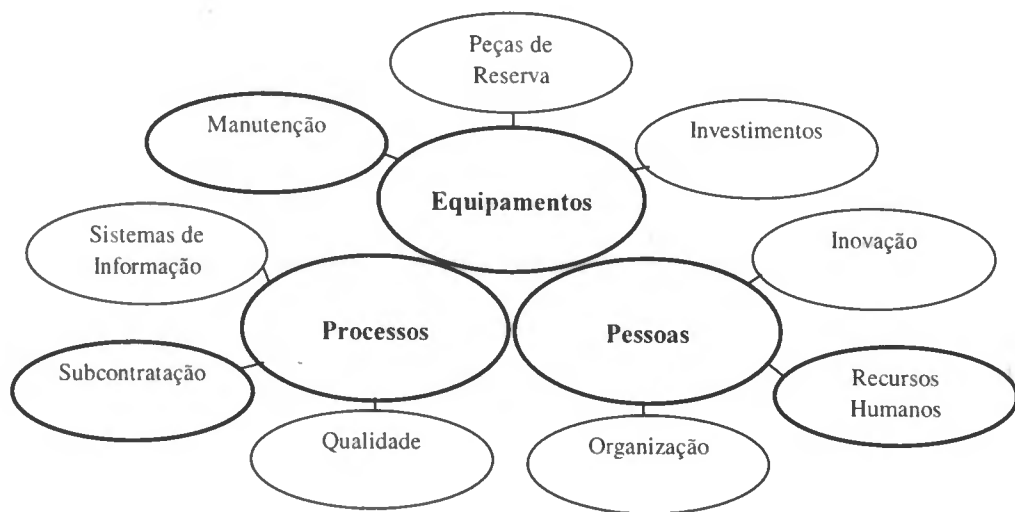 Peças de
Reserva
Manutenção
Investimentos
Equipamentos
Sistemas de
Informação
Inovação
Processos
Pessoas
Subcontratação
Recursos
Humanos
Qualidade
Organização